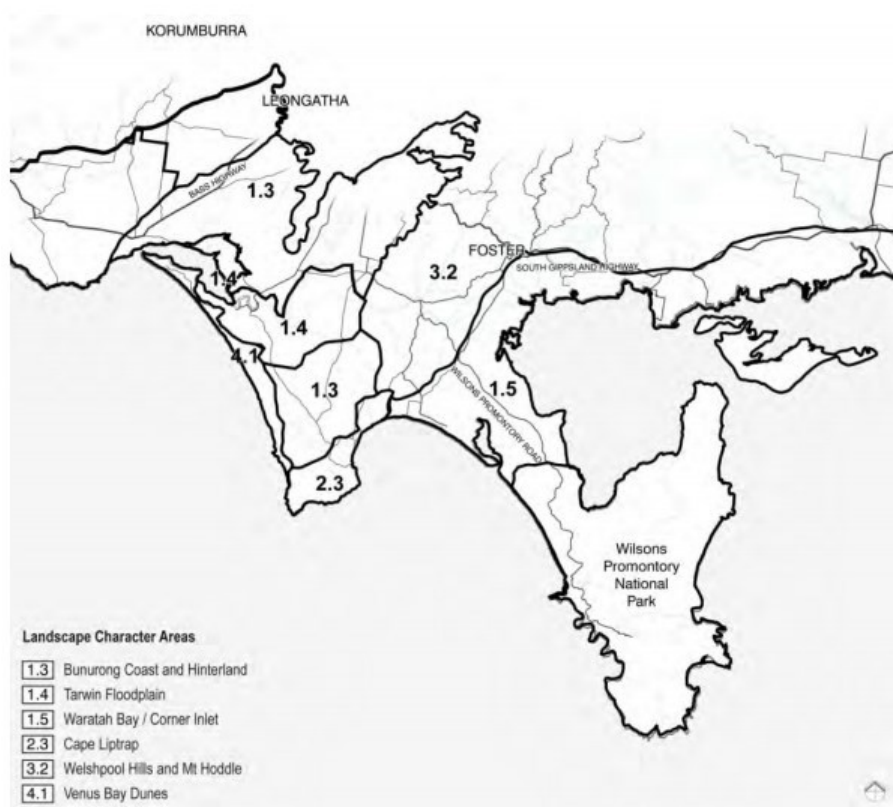 KORUMBURRA
LEONGATHA
BASS HIGHWAY
1.3
FOSTER
3.2
SOUTH GIPPSLAND HIGHWAY
1.4
1.4
4.1
1.3
1.5
WILSONS PROMONTORY ROAD
2.3
Wilsons
Promontory
National
Park
Landscape Character Areas
1.3 Bunurong Coast and Hinterland
1.4 Tarwin Floodplain
1.5 Waratah Bay / Corner Inlet
2.3 Cape Liptrap
3.2 Welshpool Hills and Mt Hoddle
4.1 Venus Bay Dunes